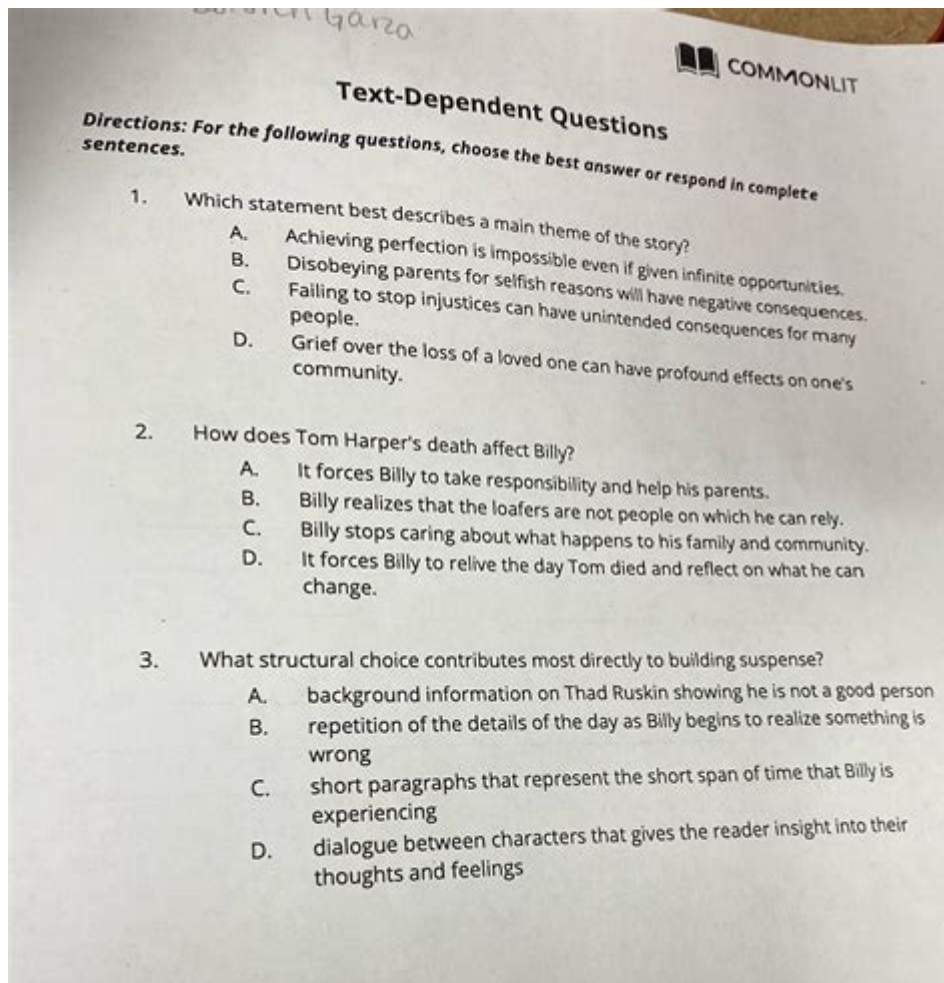 Garza
COMMONLIT
Text-Dependent Questions
Directions: For the following questions, choose the best answer or respond in complete
sentences.
1. Which statement best describes a main theme of the story?
A. Achieving perfection is impossible even if given infinite opportunities.
B. Disobeying parents for selfish reasons will have negative consequences.
C. Failing to stop injustices can have unintended consequences for many
people.
D. Grief over the loss of a loved one can have profound effects on one's
community.
2. How does Tom Harper's death affect Billy?
A. It forces Billy to take responsibility and help his parents.
B. Billy realizes that the loafers are not people on which he can rely.
C. Billy stops caring about what happens to his family and community.
D. It forces Billy to relive the day Tom died and reflect on what he can
change.
3. What structural choice contributes most directly to building suspense?
A. background information on Thad Ruskin showing he is not a good person
B. repetition of the details of the day as Billy begins to realize something is
wrong
C. short paragraphs that represent the short span of time that Billy is
experiencing
D. dialogue between characters that gives the reader insight into their
thoughts and feelings